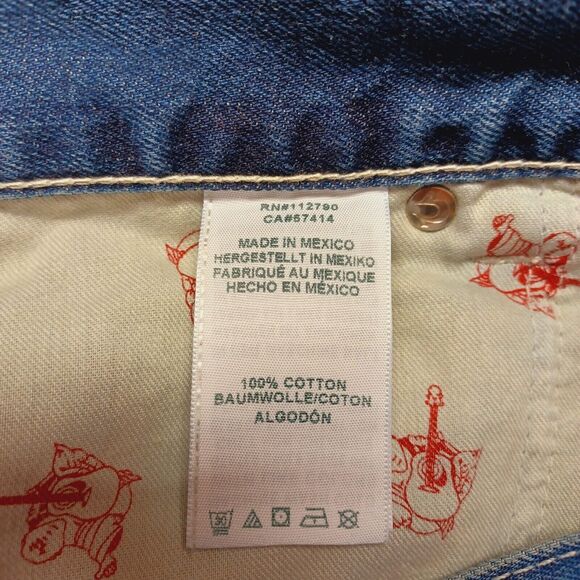 RN#112790
CA#57414
MADE IN MEXICO
HERGESTELLT IN MEXIKO
FABRIQUÉ AU MEXIQUE
HECHO EN MÉXICO
100% COTTON
BAUMWOLLE/COTON
ALGODÓN
30